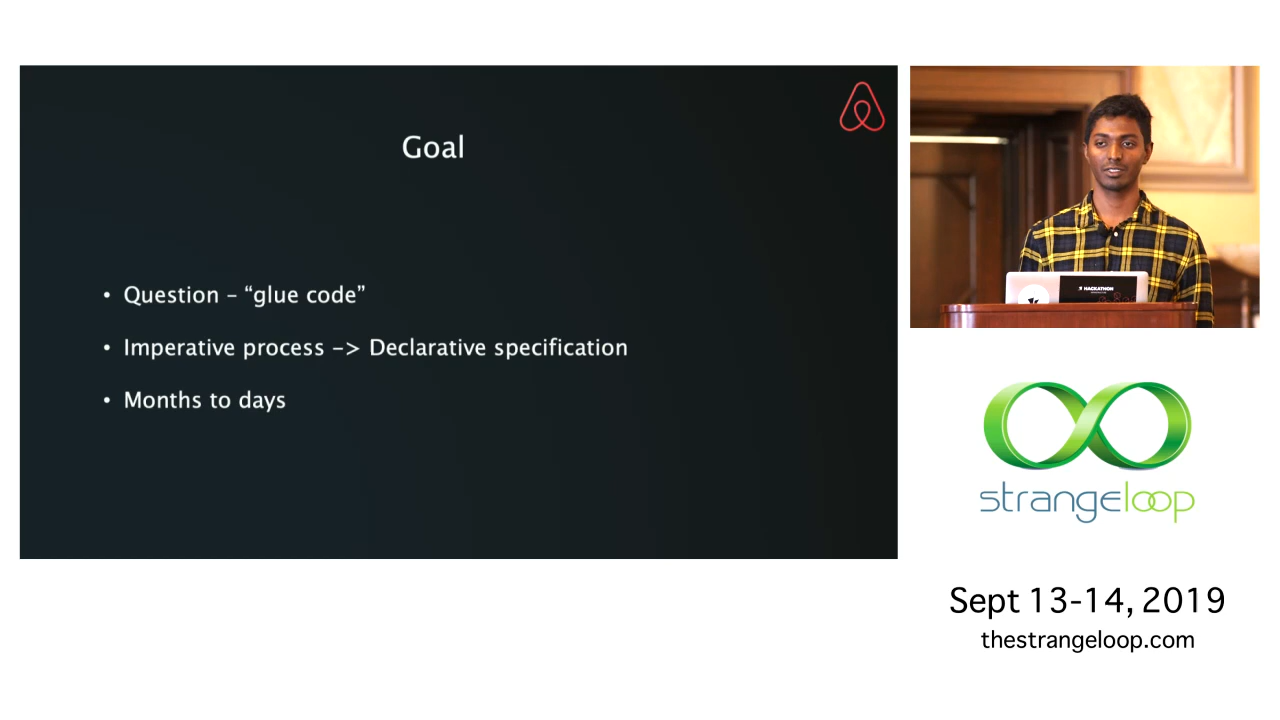 Goal
• Question – “glue code”
• Imperative process –> Declarative specification
• Months to days
HACKATHON
strangeloop
Sept 13-14, 2019
thestrangeloop.com